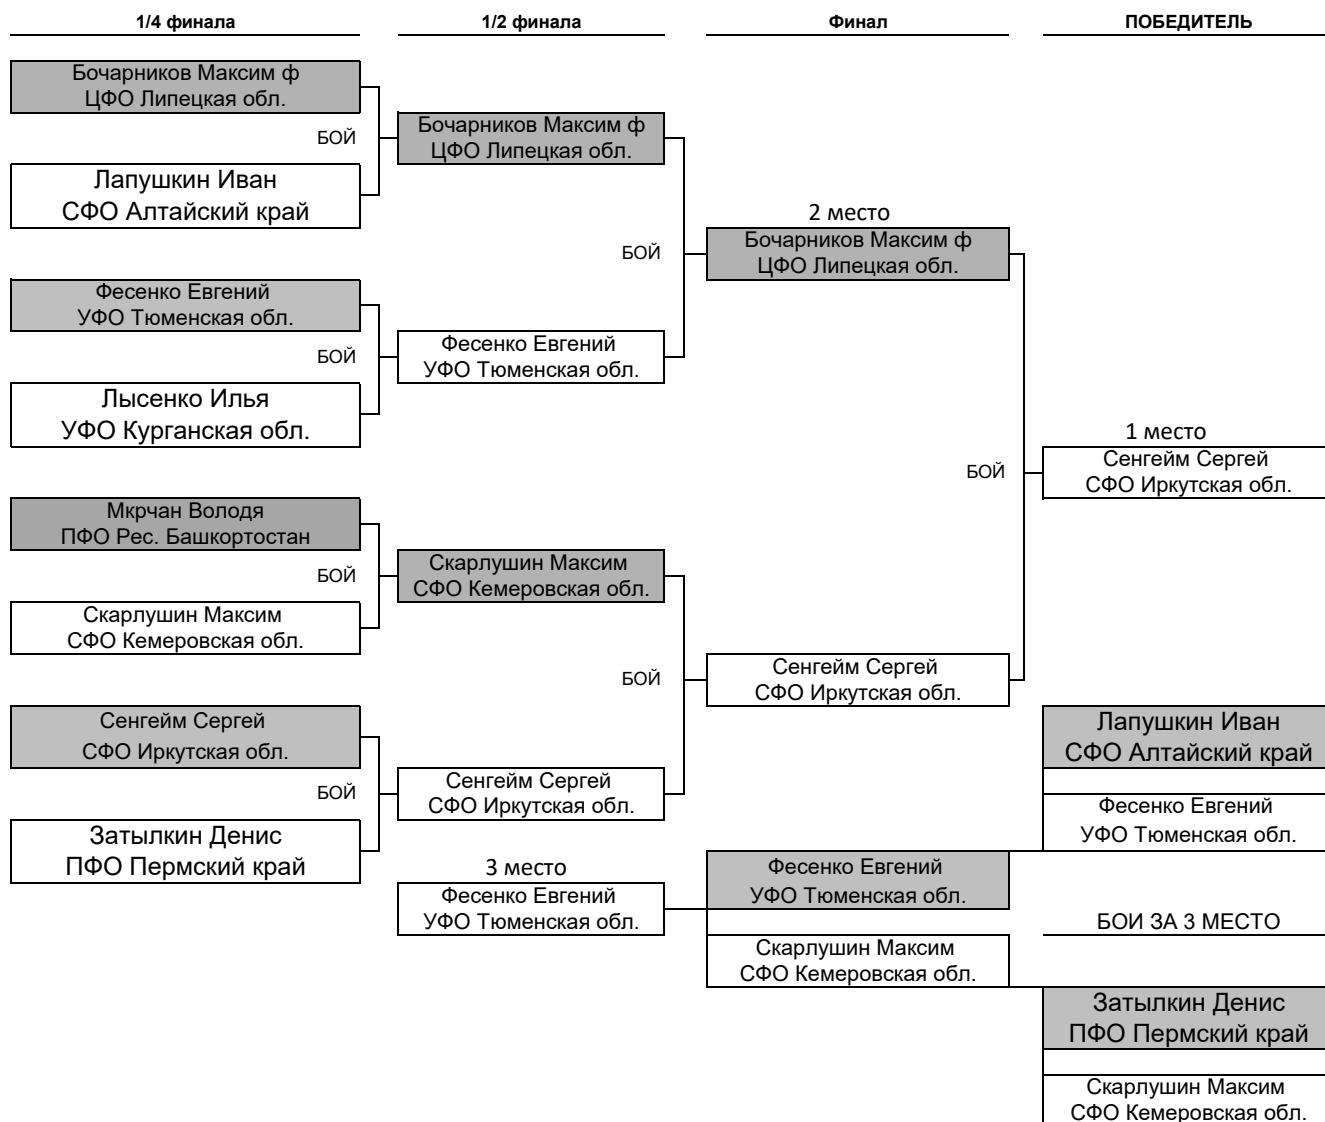 1/4 финала
1/2 финала
Финал
ПОБЕДИТЕЛЬ
Бочарников Максим ф
ЦФО Липецкая обл.
БОЙ
Лапушкин Иван
СФО Алтайский край
Бочарников Максим ф
ЦФО Липецкая обл.
БОЙ
2 место
Бочарников Максим ф
ЦФО Липецкая обл.
Фесенко Евгений
УФО Тюменская обл.
БОЙ
Лысенко Илья
УФО Курганская обл.
Фесенко Евгений
УФО Тюменская обл.
БОЙ
1 место
Сенгейм Сергей
СФО Иркутская обл.
Мкрчан Володя
ПФО Рес. Башкортостан
БОЙ
Скарлушин Максим
СФО Кемеровская обл.
Скарлушин Максим
СФО Кемеровская обл.
БОЙ
Сенгейм Сергей
СФО Иркутская обл.
Сенгейм Сергей
СФО Иркутская обл.
БОЙ
Затылкин Денис
ПФО Пермский край
Сенгейм Сергей
СФО Иркутская обл.
Лапушкин Иван
СФО Алтайский край
Фесенко Евгений
УФО Тюменская обл.
3 место
Фесенко Евгений
УФО Тюменская обл.
Фесенко Евгений
УФО Тюменская обл.
БОИ ЗА 3 МЕСТО
Скарлушин Максим
СФО Кемеровская обл.
Затылкин Денис
ПФО Пермский край
Скарлушин Максим
СФО Кемеровская обл.